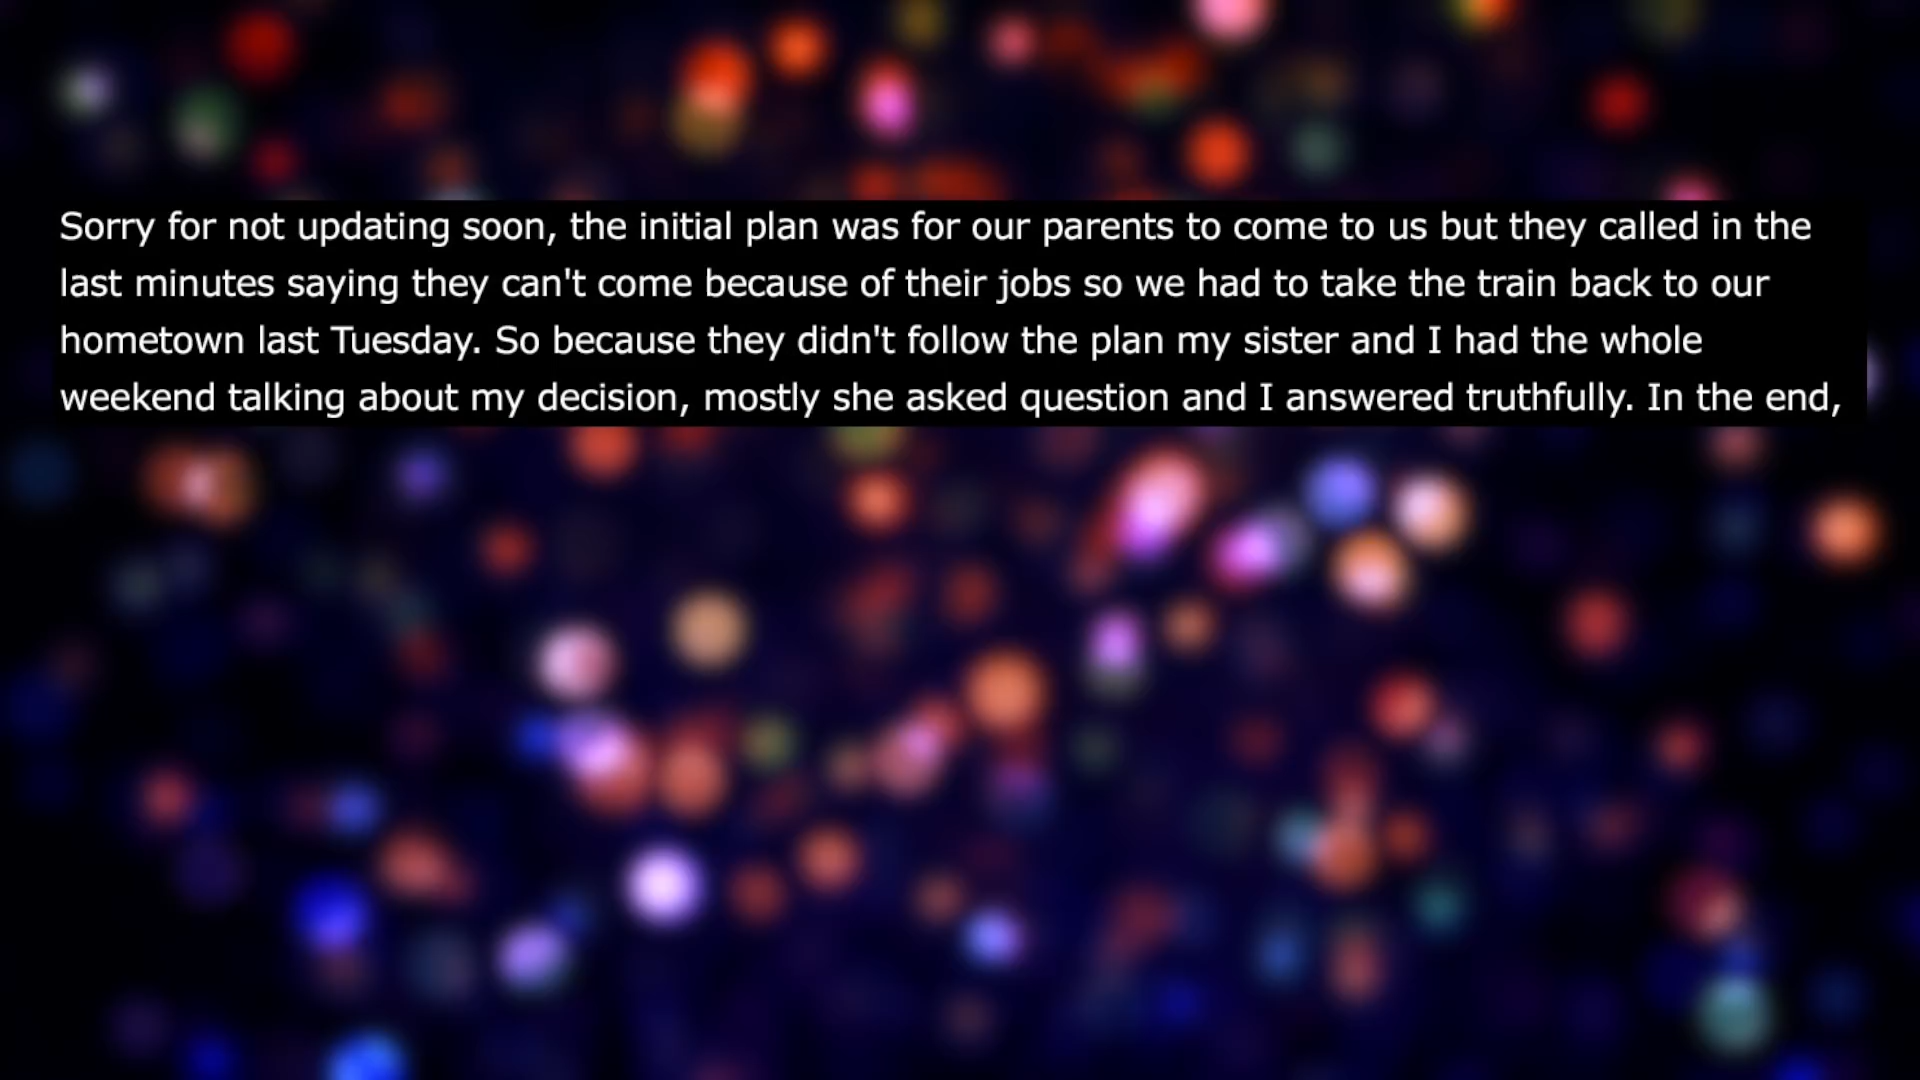 Sorry for not updating soon, the initial plan was for our parents to come to us but they called in the
last minutes saying they can't come because of their jobs so we had to take the train back to our
hometown last Tuesday. So because they didn't follow the plan my sister and I had the whole
weekend talking about my decision, mostly she asked question and I answered truthfully. In the end,